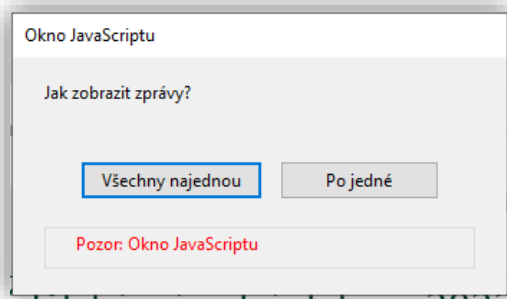 Okno JavaScriptu
Jak zobrazit zprávy?
Všechny najednou
Po jedné
Pozor: Okno JavaScriptu